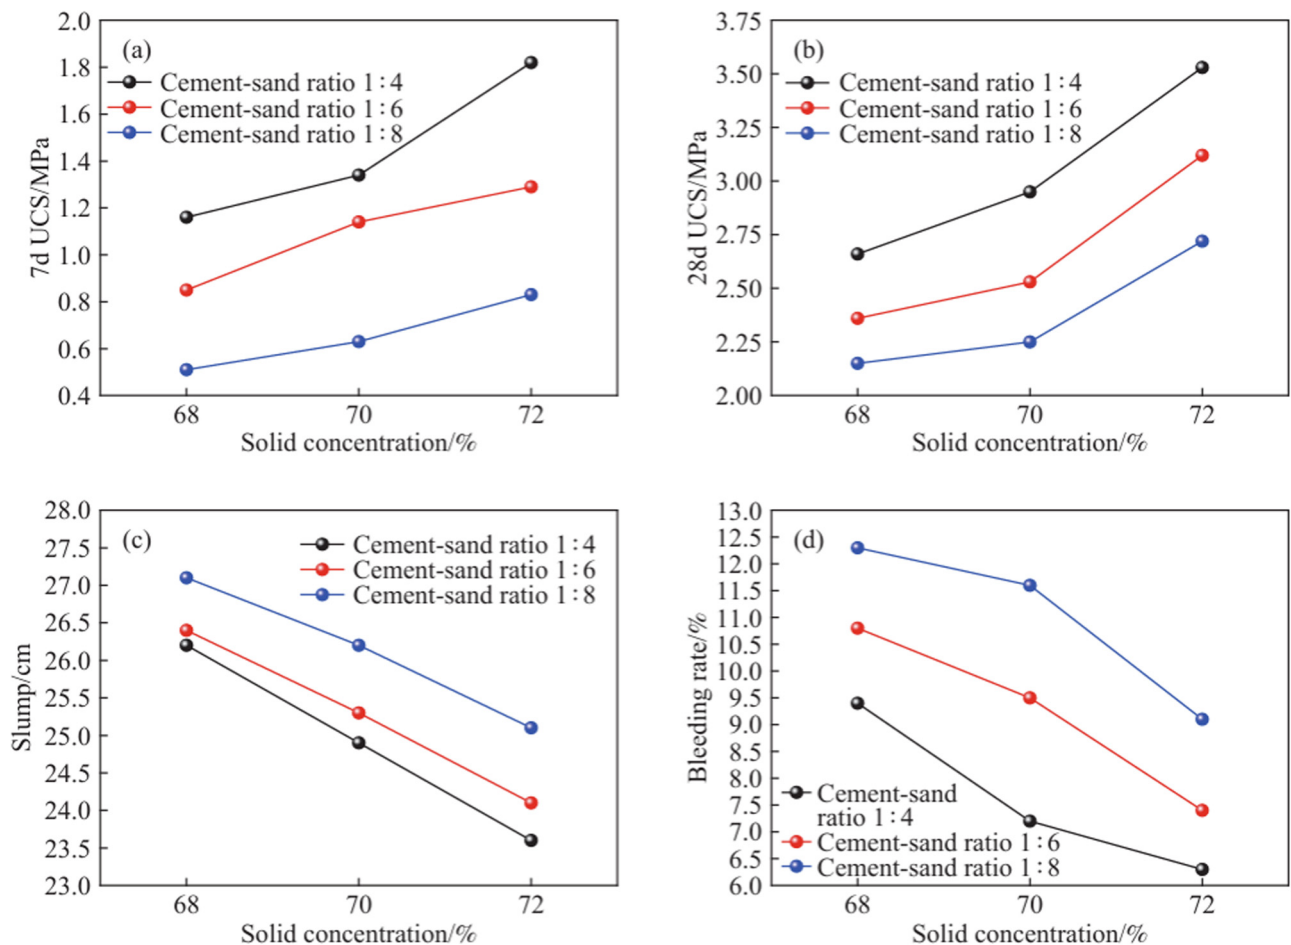 (a)
Cement-sand ratio 1∶4
Cement-sand ratio 1∶6
Cement-sand ratio 1∶8
2.0
1.8
1.6
1.4
1.2
1.0
0.8
0.6
0.4
7d UCS/MPa
68 70 72
Solid concentration/%
(b)
Cement-sand ratio 1∶4
Cement-sand ratio 1∶6
Cement-sand ratio 1∶8
3.75
3.50
3.25
3.00
2.75
2.50
2.25
2.00
28d UCS/MPa
68 70 72
Solid concentration/%
(c)
Cement-sand ratio 1∶4
Cement-sand ratio 1∶6
Cement-sand ratio 1∶8
28.0
27.5
27.0
26.5
26.0
25.5
25.0
24.5
24.0
23.5
23.0
Slump/cm
68 70 72
Solid concentration/%
(d)
13.0
12.5
12.0
11.5
11.0
10.5
10.0
9.5
9.0
8.5
8.0
7.5
7.0
6.5
6.0
Bleeding rate/%
Cement-sand
ratio 1∶4
Cement-sand ratio 1∶6
Cement-sand ratio 1∶8
68 70 72
Solid concentration/%